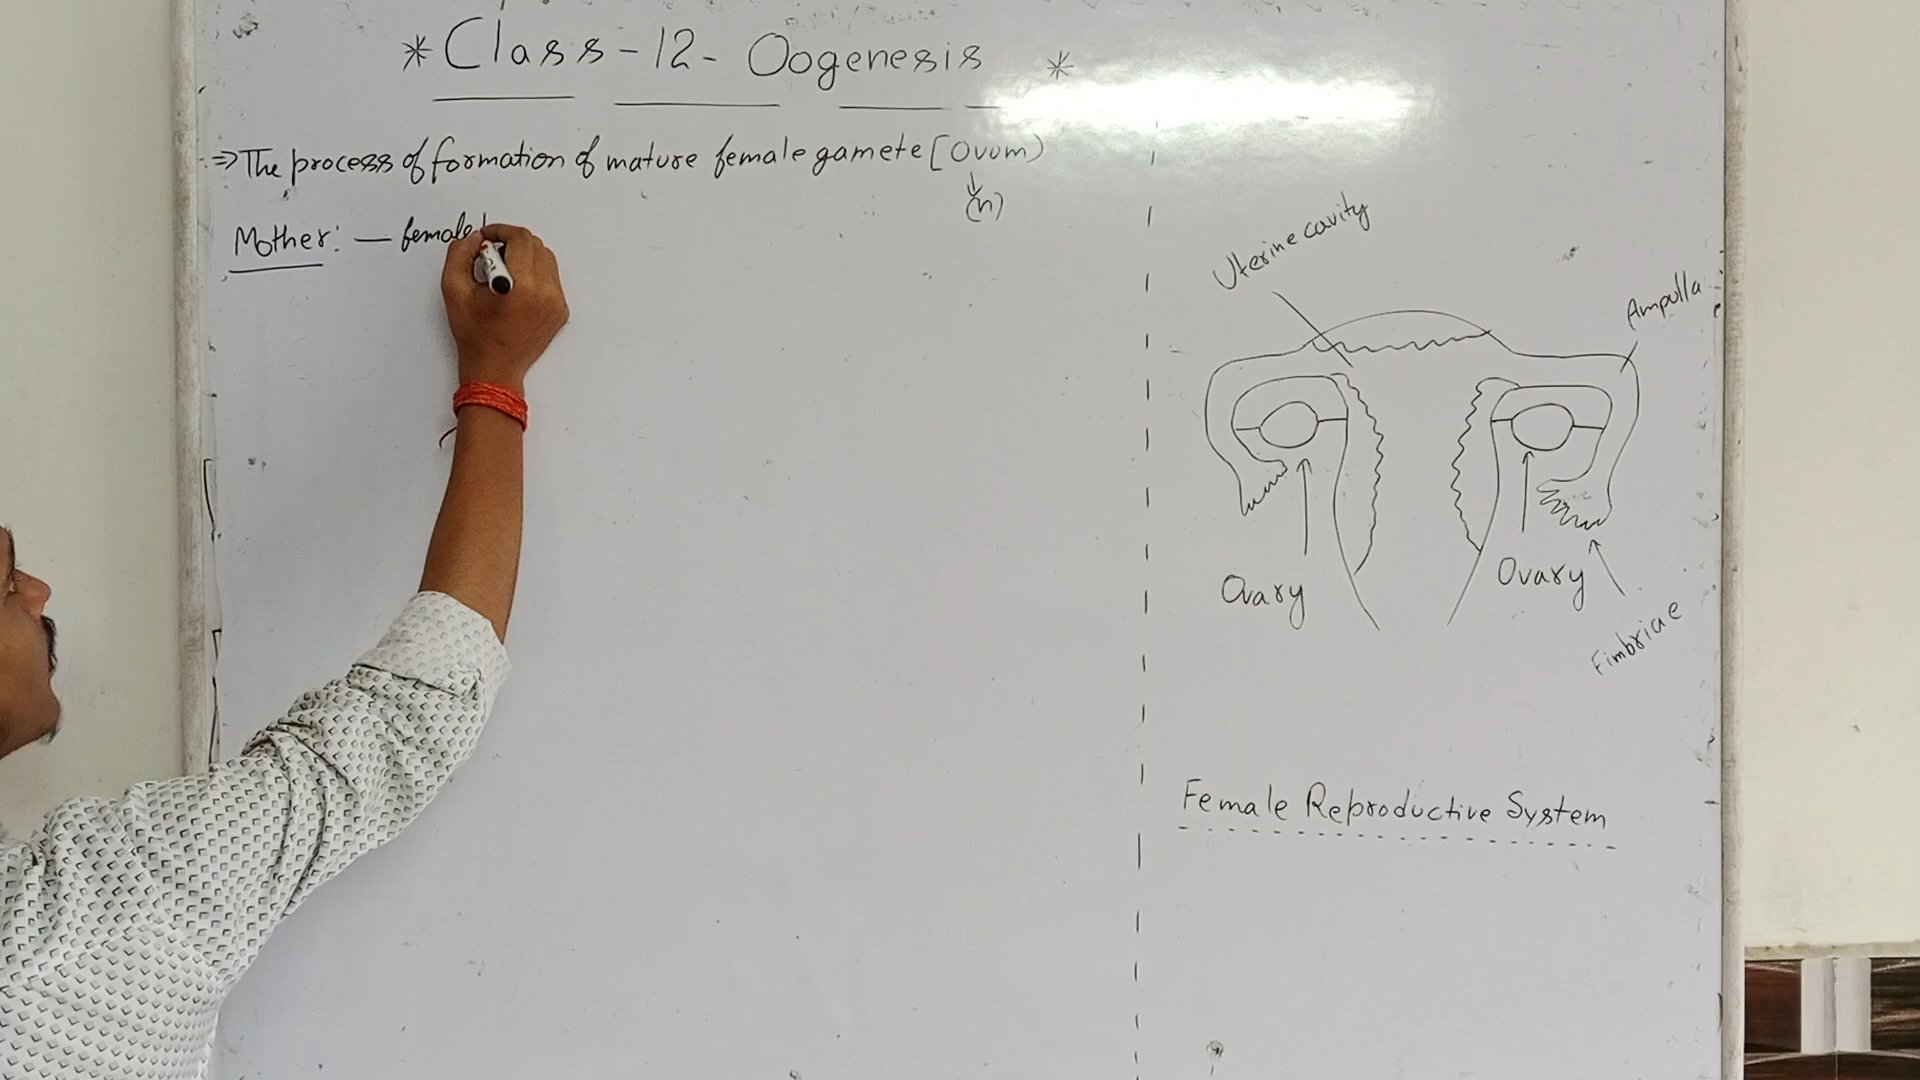 * Class-12- Oogenesis *
⇒ The process of formation of mature female gamete [Ovum)
↓
(n)
Mother: — female
Uterine cavity
Ampulla
Ovary
Ovary
Fimbriae
Female Reproductive System